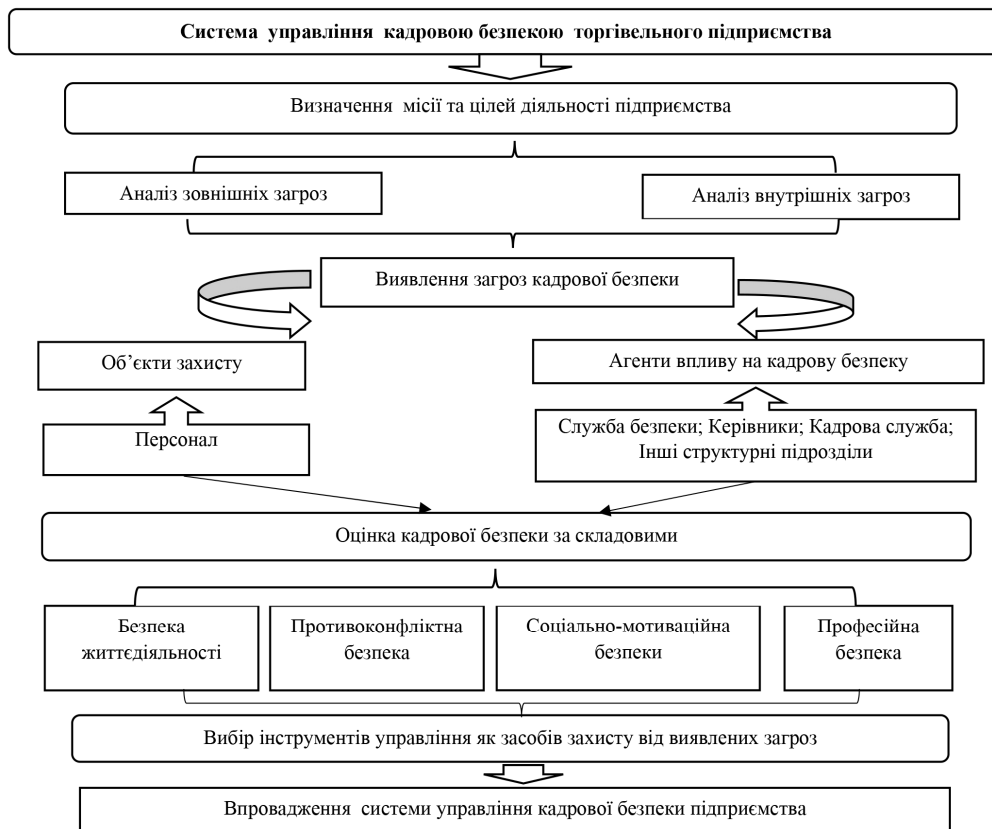 Система управління кадровою безпекою торгівельного підприємства
Визначення місії та цілей діяльності підприємства
Аналіз зовнішніх загроз
Аналіз внутрішніх загроз
Виявлення загроз кадрової безпеки
Об’єкти захисту
Агенти впливу на кадрову безпеку
Персонал
Служба безпеки; Керівники; Кадрова служба;
Інші структурні підрозділи
Оцінка кадрової безпеки за складовими
Безпека
життєдіяльності
Противоконфліктна
безпека
Соціально-мотиваційна
безпеки
Професійна
безпека
Вибір інструментів управління як засобів захисту від виявлених загроз
Впровадження системи управління кадрової безпеки підприємства